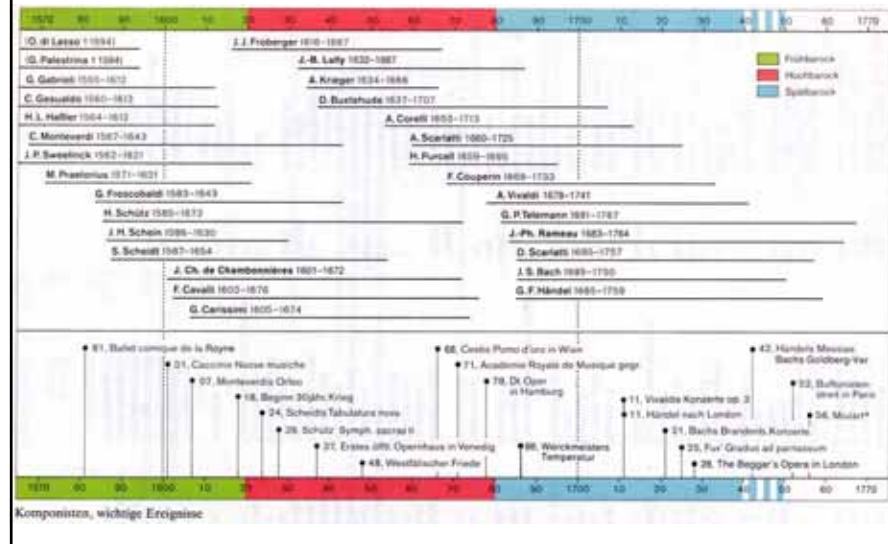 1570 80 90 1600 10 20 30 40 50 60 70 80 90 1700 10 20 30 40 50 60 1770
(O. di Lasso †1594)
(G. Palestrina †1594)
G. Gabrieli 1555–1612
C. Gesualdo 1560–1613
H. L. Haßler 1564–1612
C. Monteverdi 1567–1643
J. P. Sweelinck 1562–1621
M. Praetorius 1571–1621
G. Frescobaldi 1583–1643
H. Schütz 1585–1672
J. H. Schein 1586–1630
S. Scheidt 1587–1654
J. Ch. de Chambonnières 1601–1672
F. Cavalli 1602–1676
G. Carissimi 1605–1674
J. J. Froberger 1616–1667
J.-B. Lully 1632–1687
A. Krieger 1634–1666
D. Buxtehude 1637–1707
A. Corelli 1653–1713
A. Scarlatti 1660–1725
H. Purcell 1659–1695
F. Couperin 1668–1733
A. Vivaldi 1678–1741
G. P. Telemann 1681–1767
J.-Ph. Rameau 1683–1764
D. Scarlatti 1685–1757
J. S. Bach 1685–1750
G. F. Händel 1685–1759
Frühbarock
Hochbarock
Spätbarock
81, Ballet comique de la Royne
01, Caccinis Nuove musiche
07, Monteverdis Orfeo
18, Beginn 30jähr. Krieg
24, Scheidts Tabulatura nova
29, Schütz' Symph. sacrae
37, Erstes öfftl. Opernhaus in Venedig
48, Westfälischer Friede
68, Cestis Pomo d'oro in Wien
71, Académie Royale de Musique gegr.
78, Dt. Oper
in Hamburg
86, Werckmeisters
Temperatur
11, Vivaldis Konzerte op. 3
11, Händel nach London
21, Bachs Brandenb. Konzerte
25, Fux' Gradus ad parnassum
28, The Beggar's Opera in London
42, Händels Messias
Bachs Goldberg-Var
52, Buffonisten-
streit in Paris
56, Mozart*
1570 80 90 1600 10 20 30 40 50 60 70 80 90 1700 10 20 30 40 50 60 1770
Komponisten, wichtige Ereignisse